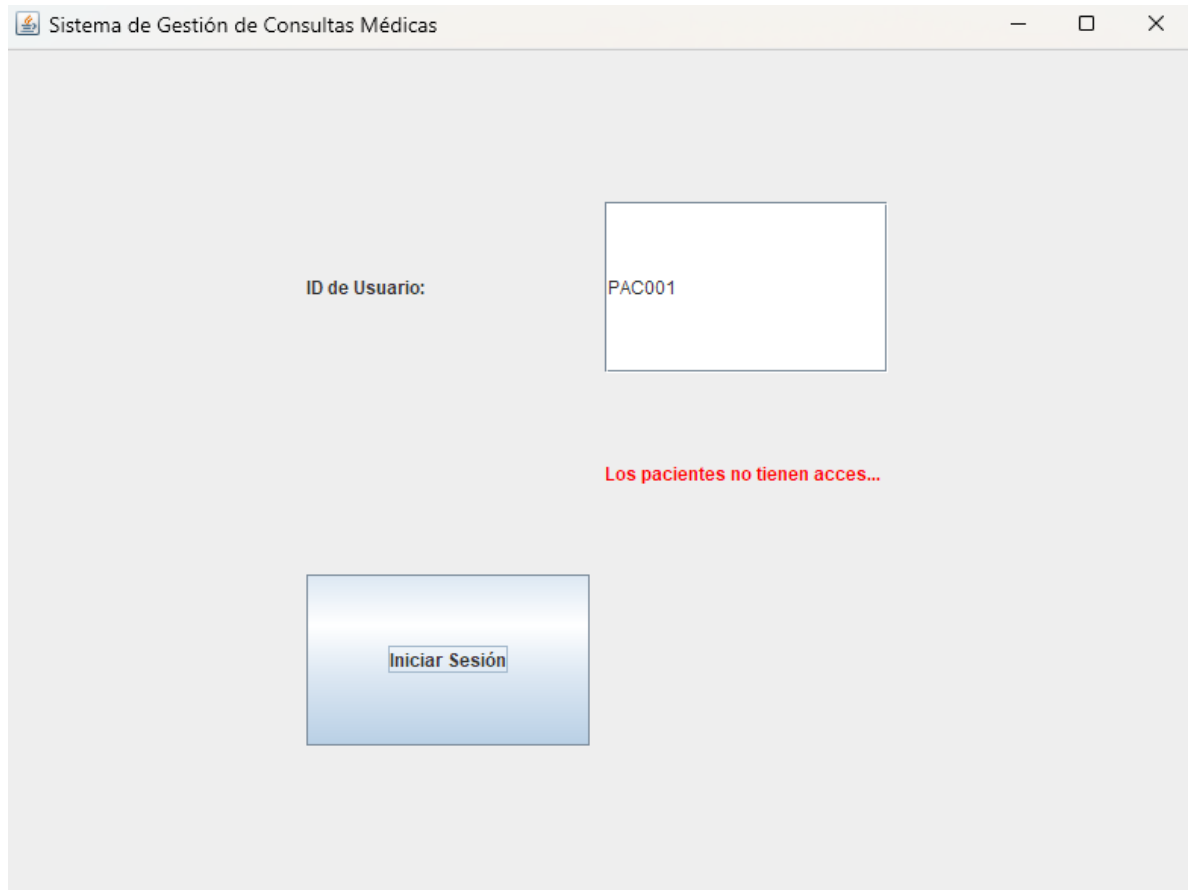 Sistema de Gestión de Consultas Médicas
ID de Usuario: PAC001
Los pacientes no tienen acces...
Iniciar Sesión